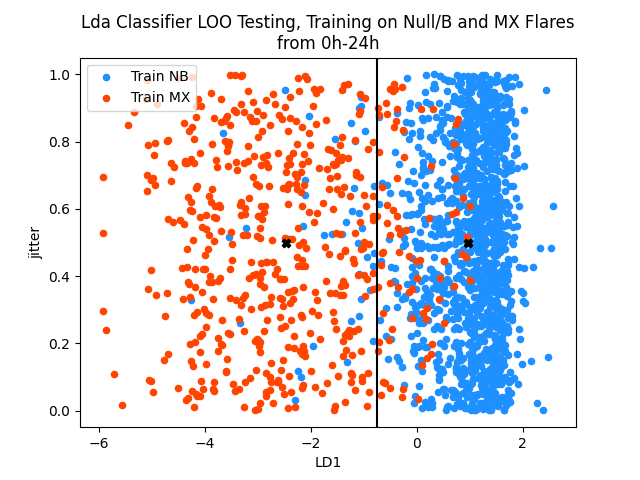 Lda Classifier LOO Testing, Training on Null/B and MX Flares
from 0h-24h
Train NB
Train MX
1.0
0.8
0.6
0.4
0.2
0.0
jitter
−6
−4
−2
0
2
LD1